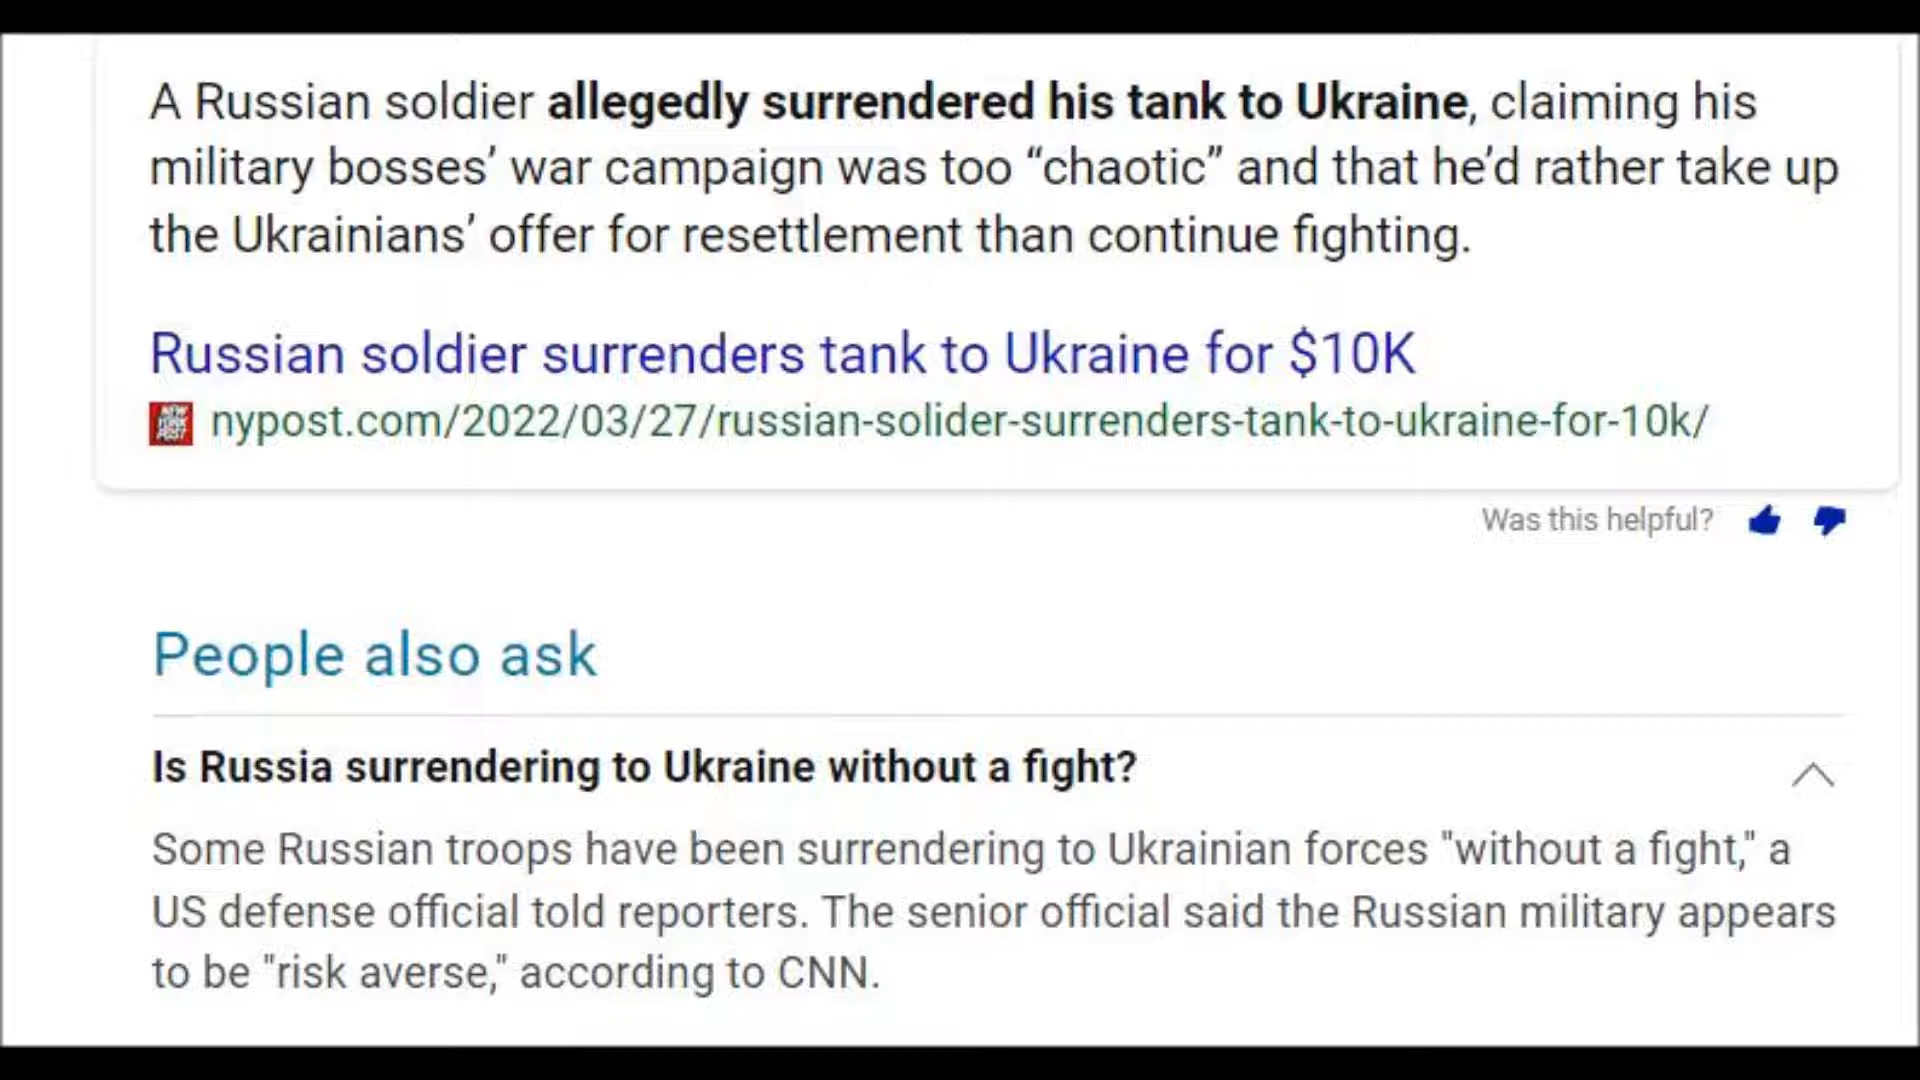 A Russian soldier allegedly surrendered his tank to Ukraine, claiming his
military bosses’ war campaign was too “chaotic” and that he’d rather take up
the Ukrainians’ offer for resettlement than continue fighting.
Russian soldier surrenders tank to Ukraine for $10K
NEW YORK POST nypost.com/2022/03/27/russian-solider-surrenders-tank-to-ukraine-for-10k/
Was this helpful?
People also ask
Is Russia surrendering to Ukraine without a fight?
Some Russian troops have been surrendering to Ukrainian forces "without a fight," a
US defense official told reporters. The senior official said the Russian military appears
to be "risk averse," according to CNN.